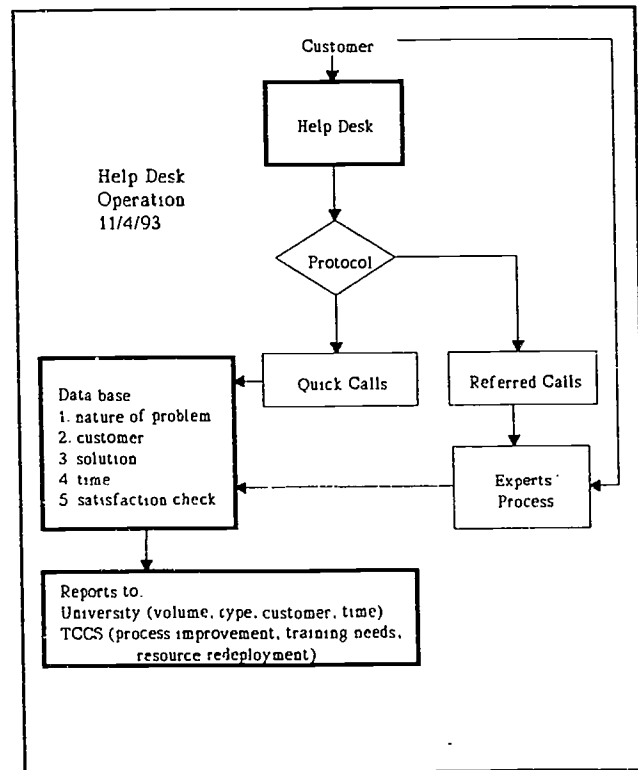 Customer
Help Desk
Help Desk
Operation
11/4/93
Protocol
Quick Calls
Referred Calls
Data base
1. nature of problem
2. customer
3 solution
4 time
5 satisfaction check
Experts'
Process
Reports to.
University (volume, type, customer, time)
TCCS (process improvement, training needs,
resource redeployment)